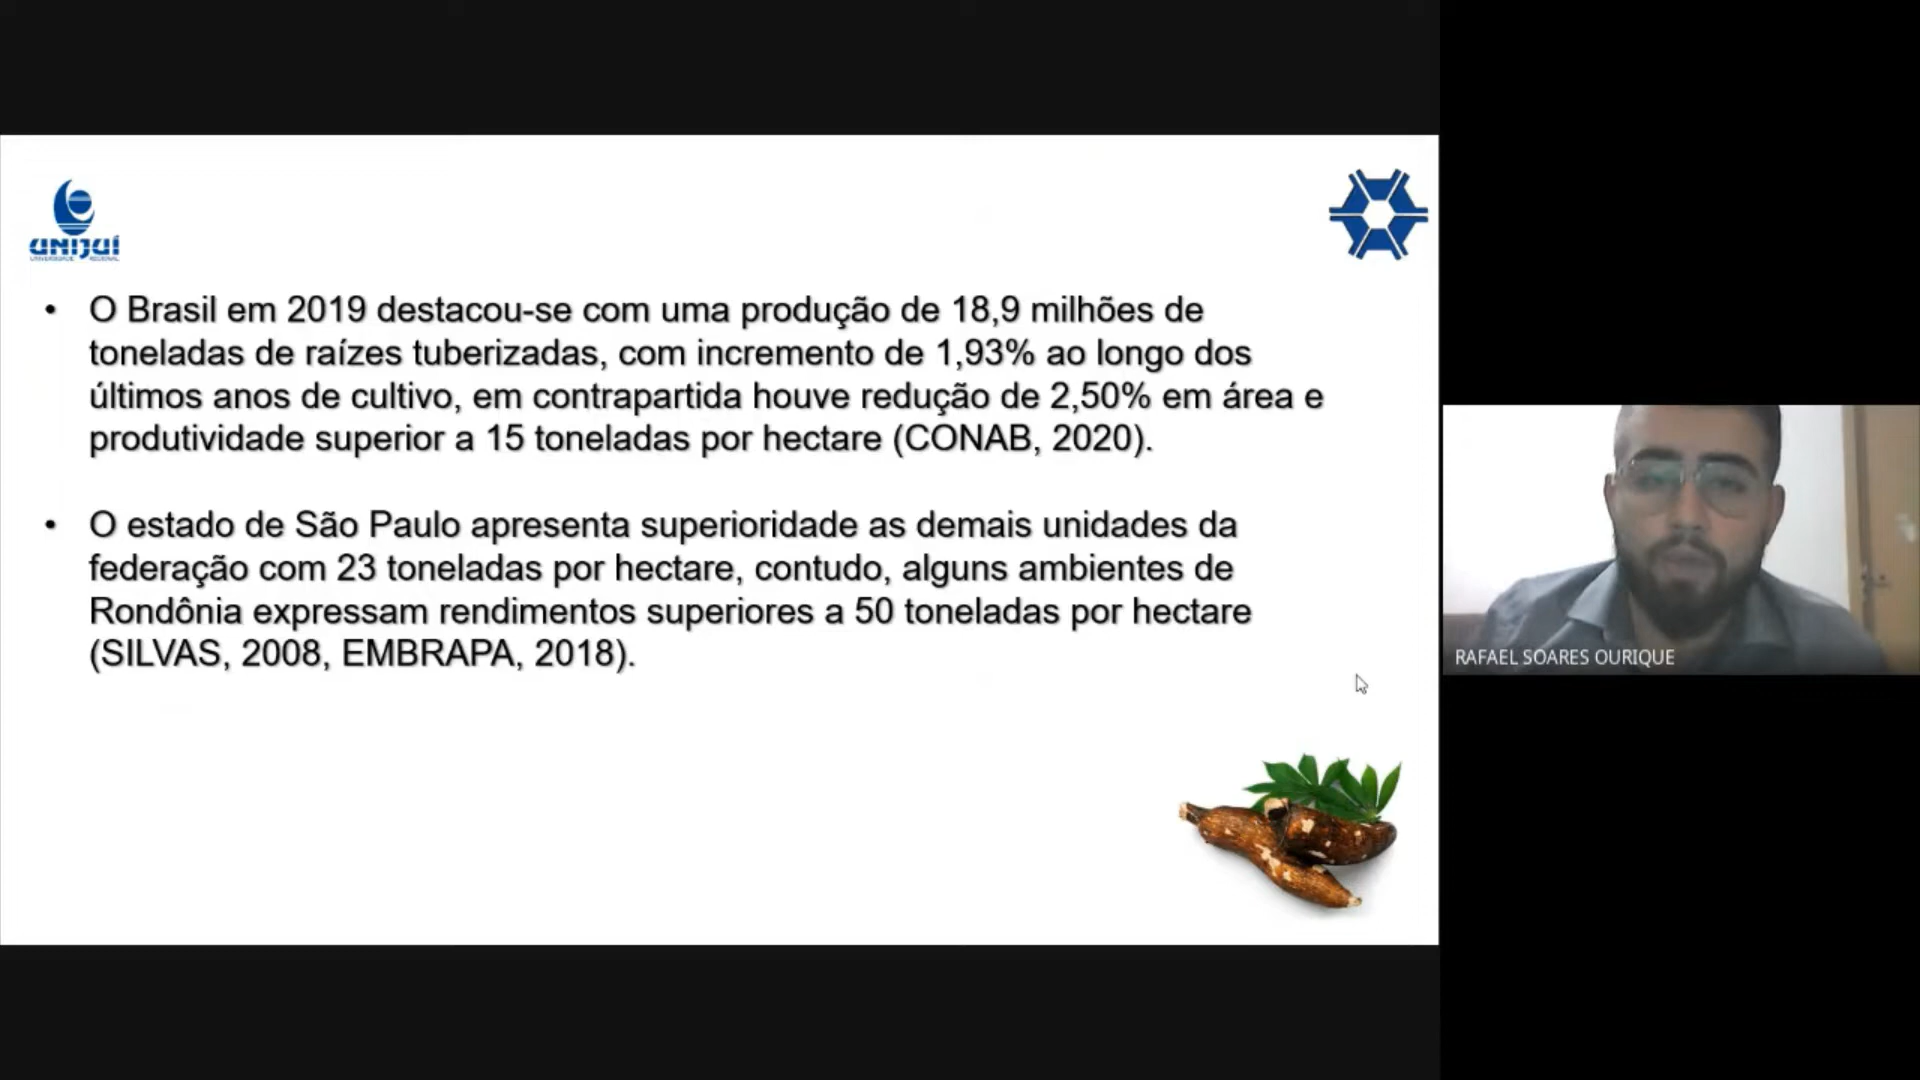 UNIJUÍ
UNIVERSIDADE REGIONAL
• O Brasil em 2019 destacou-se com uma produção de 18,9 milhões de
toneladas de raízes tuberizadas, com incremento de 1,93% ao longo dos
últimos anos de cultivo, em contrapartida houve redução de 2,50% em área e
produtividade superior a 15 toneladas por hectare (CONAB, 2020).
• O estado de São Paulo apresenta superioridade as demais unidades da
federação com 23 toneladas por hectare, contudo, alguns ambientes de
Rondônia expressam rendimentos superiores a 50 toneladas por hectare
(SILVAS, 2008, EMBRAPA, 2018).
RAFAEL SOARES OURIQUE